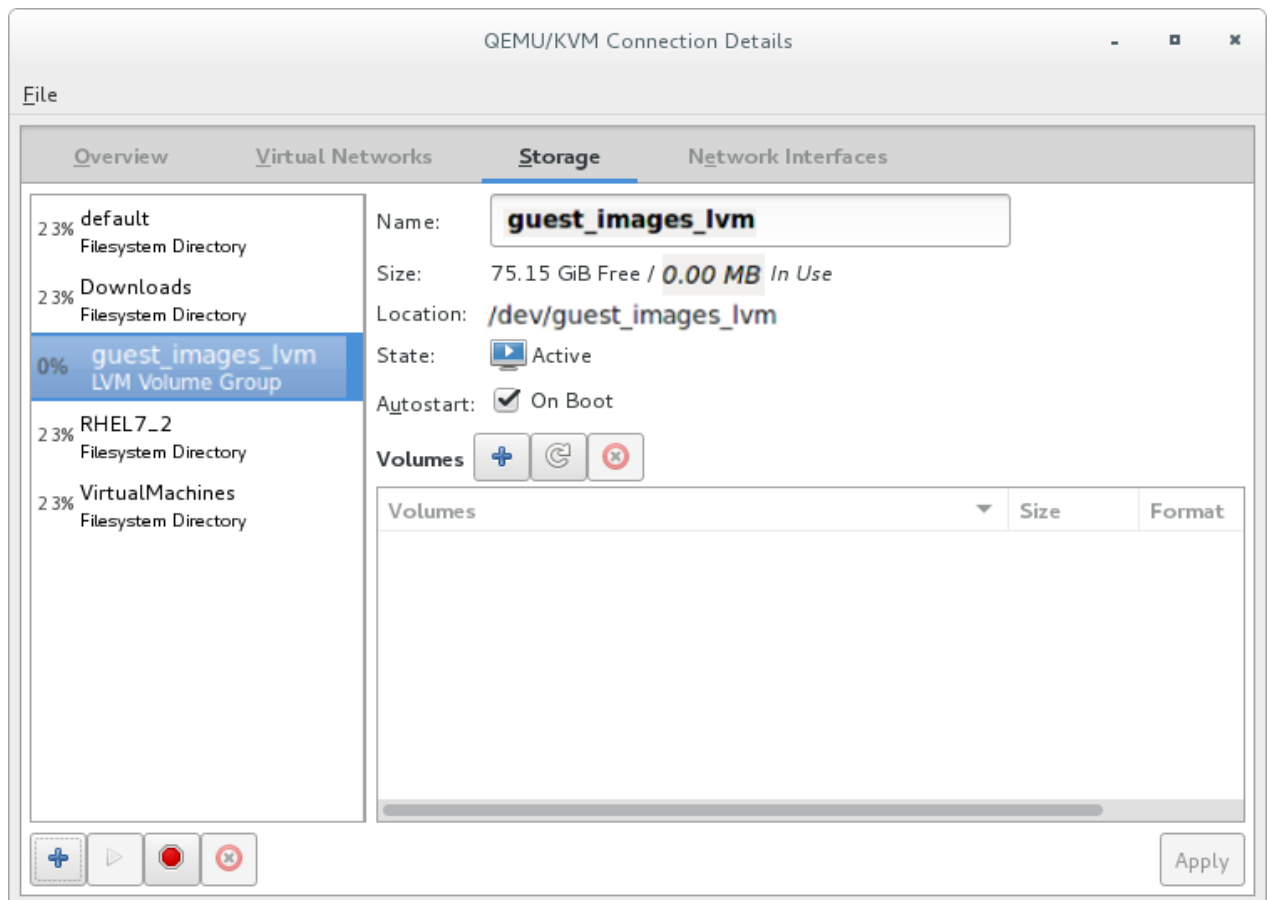 QEMU/KVM Connection Details
File
Overview Virtual Networks Storage Network Interfaces
23% default
Filesystem Directory
23% Downloads
Filesystem Directory
0% guest_images_lvm
LVM Volume Group
23% RHEL7_2
Filesystem Directory
23% VirtualMachines
Filesystem Directory
Name: guest_images_lvm
Size: 75.15 GiB Free / 0.00 MB In Use
Location: /dev/guest_images_lvm
State: Active
Autostart: On Boot
Volumes
Volumes Size Format
Apply